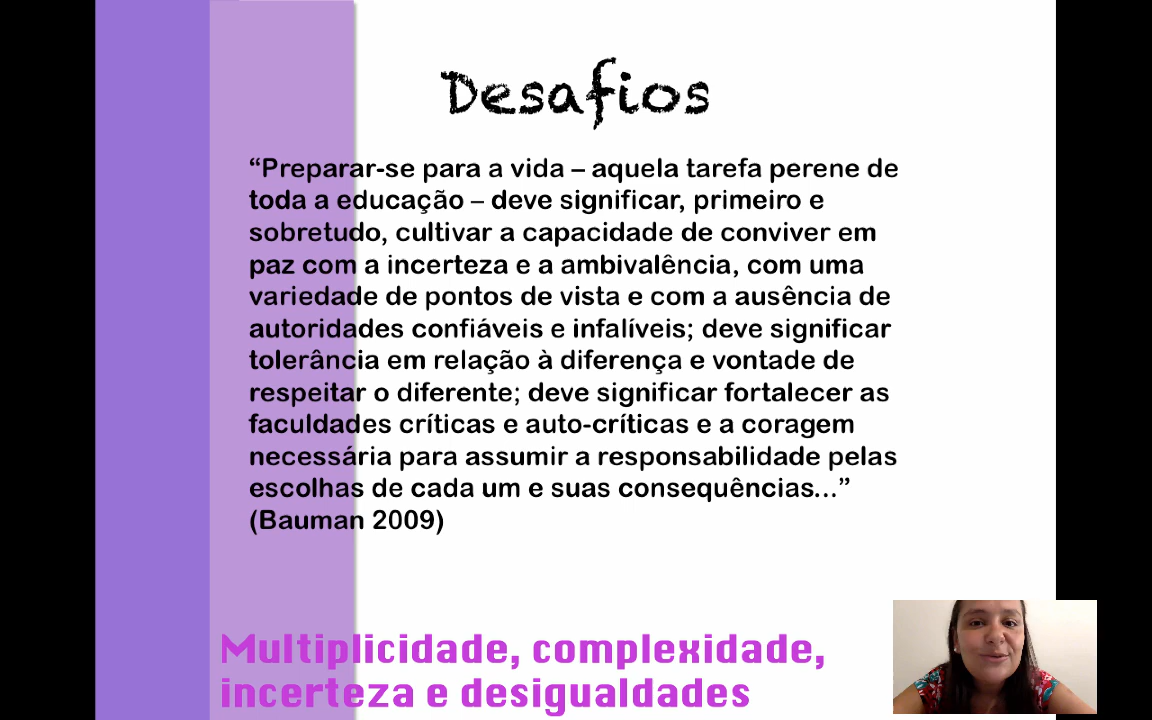 Desafios
“Preparar-se para a vida – aquela tarefa perene de
toda a educação – deve significar, primeiro e
sobretudo, cultivar a capacidade de conviver em
paz com a incerteza e a ambivalência, com uma
variedade de pontos de vista e com a ausência de
autoridades confiáveis e infalíveis; deve significar
tolerância em relação à diferença e vontade de
respeitar o diferente; deve significar fortalecer as
faculdades críticas e auto-críticas e a coragem
necessária para assumir a responsabilidade pelas
escolhas de cada um e suas consequências...”
(Bauman 2009)
Multiplicidade, complexidade,
incerteza e desigualdades